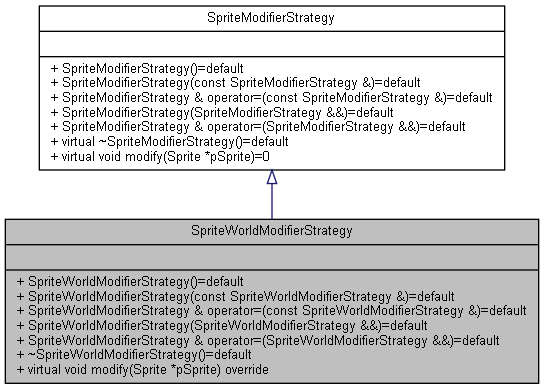 SpriteModifierStrategy
+ SpriteModifierStrategy()=default
+ SpriteModifierStrategy(const SpriteModifierStrategy &)=default
+ SpriteModifierStrategy & operator=(const SpriteModifierStrategy &)=default
+ SpriteModifierStrategy(SpriteModifierStrategy &&)=default
+ SpriteModifierStrategy & operator=(SpriteModifierStrategy &&)=default
+ virtual ~SpriteModifierStrategy()=default
+ virtual void modify(Sprite *pSprite)=0
SpriteWorldModifierStrategy
+ SpriteWorldModifierStrategy()=default
+ SpriteWorldModifierStrategy(const SpriteWorldModifierStrategy &)=default
+ SpriteWorldModifierStrategy & operator=(const SpriteWorldModifierStrategy &)=default
+ SpriteWorldModifierStrategy(SpriteWorldModifierStrategy &&)=default
+ SpriteWorldModifierStrategy & operator=(SpriteWorldModifierStrategy &&)=default
+ ~SpriteWorldModifierStrategy()=default
+ virtual void modify(Sprite *pSprite) override